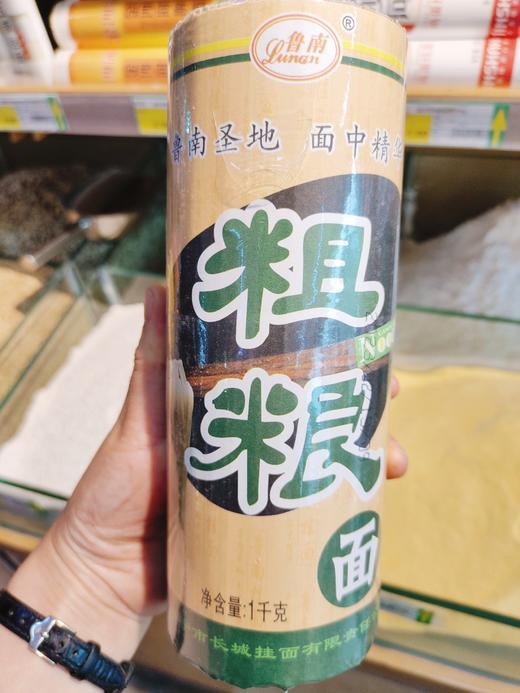 鲁南
®
Lunan
鲁南圣地 面中精华
粗
Noo
粮
面
净含量:1千克
市长城挂面有限责任